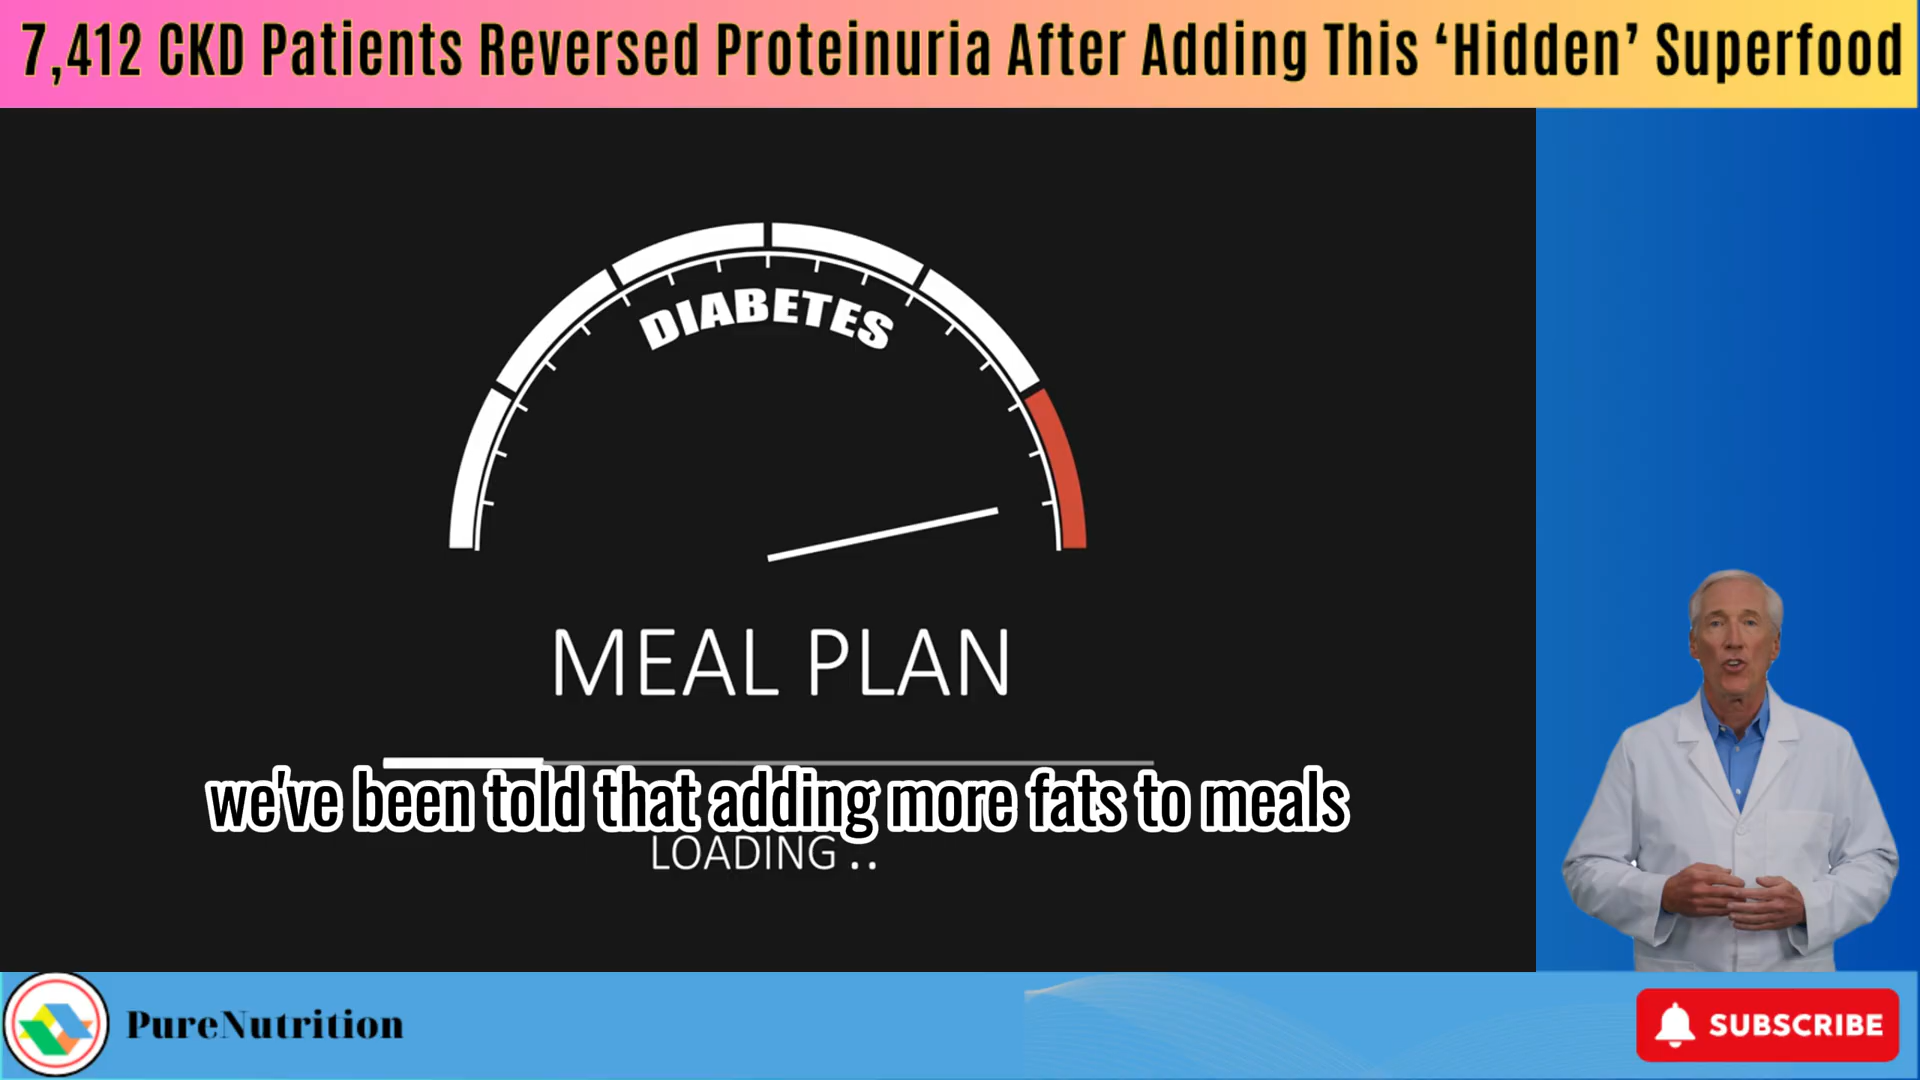 7,412 CKD Patients Reversed Proteinuria After Adding This ‘Hidden’ Superfood
DIABETES
MEAL PLAN
we've been told that adding more fats to meals
LOADING ..
PureNutrition
SUBSCRIBE